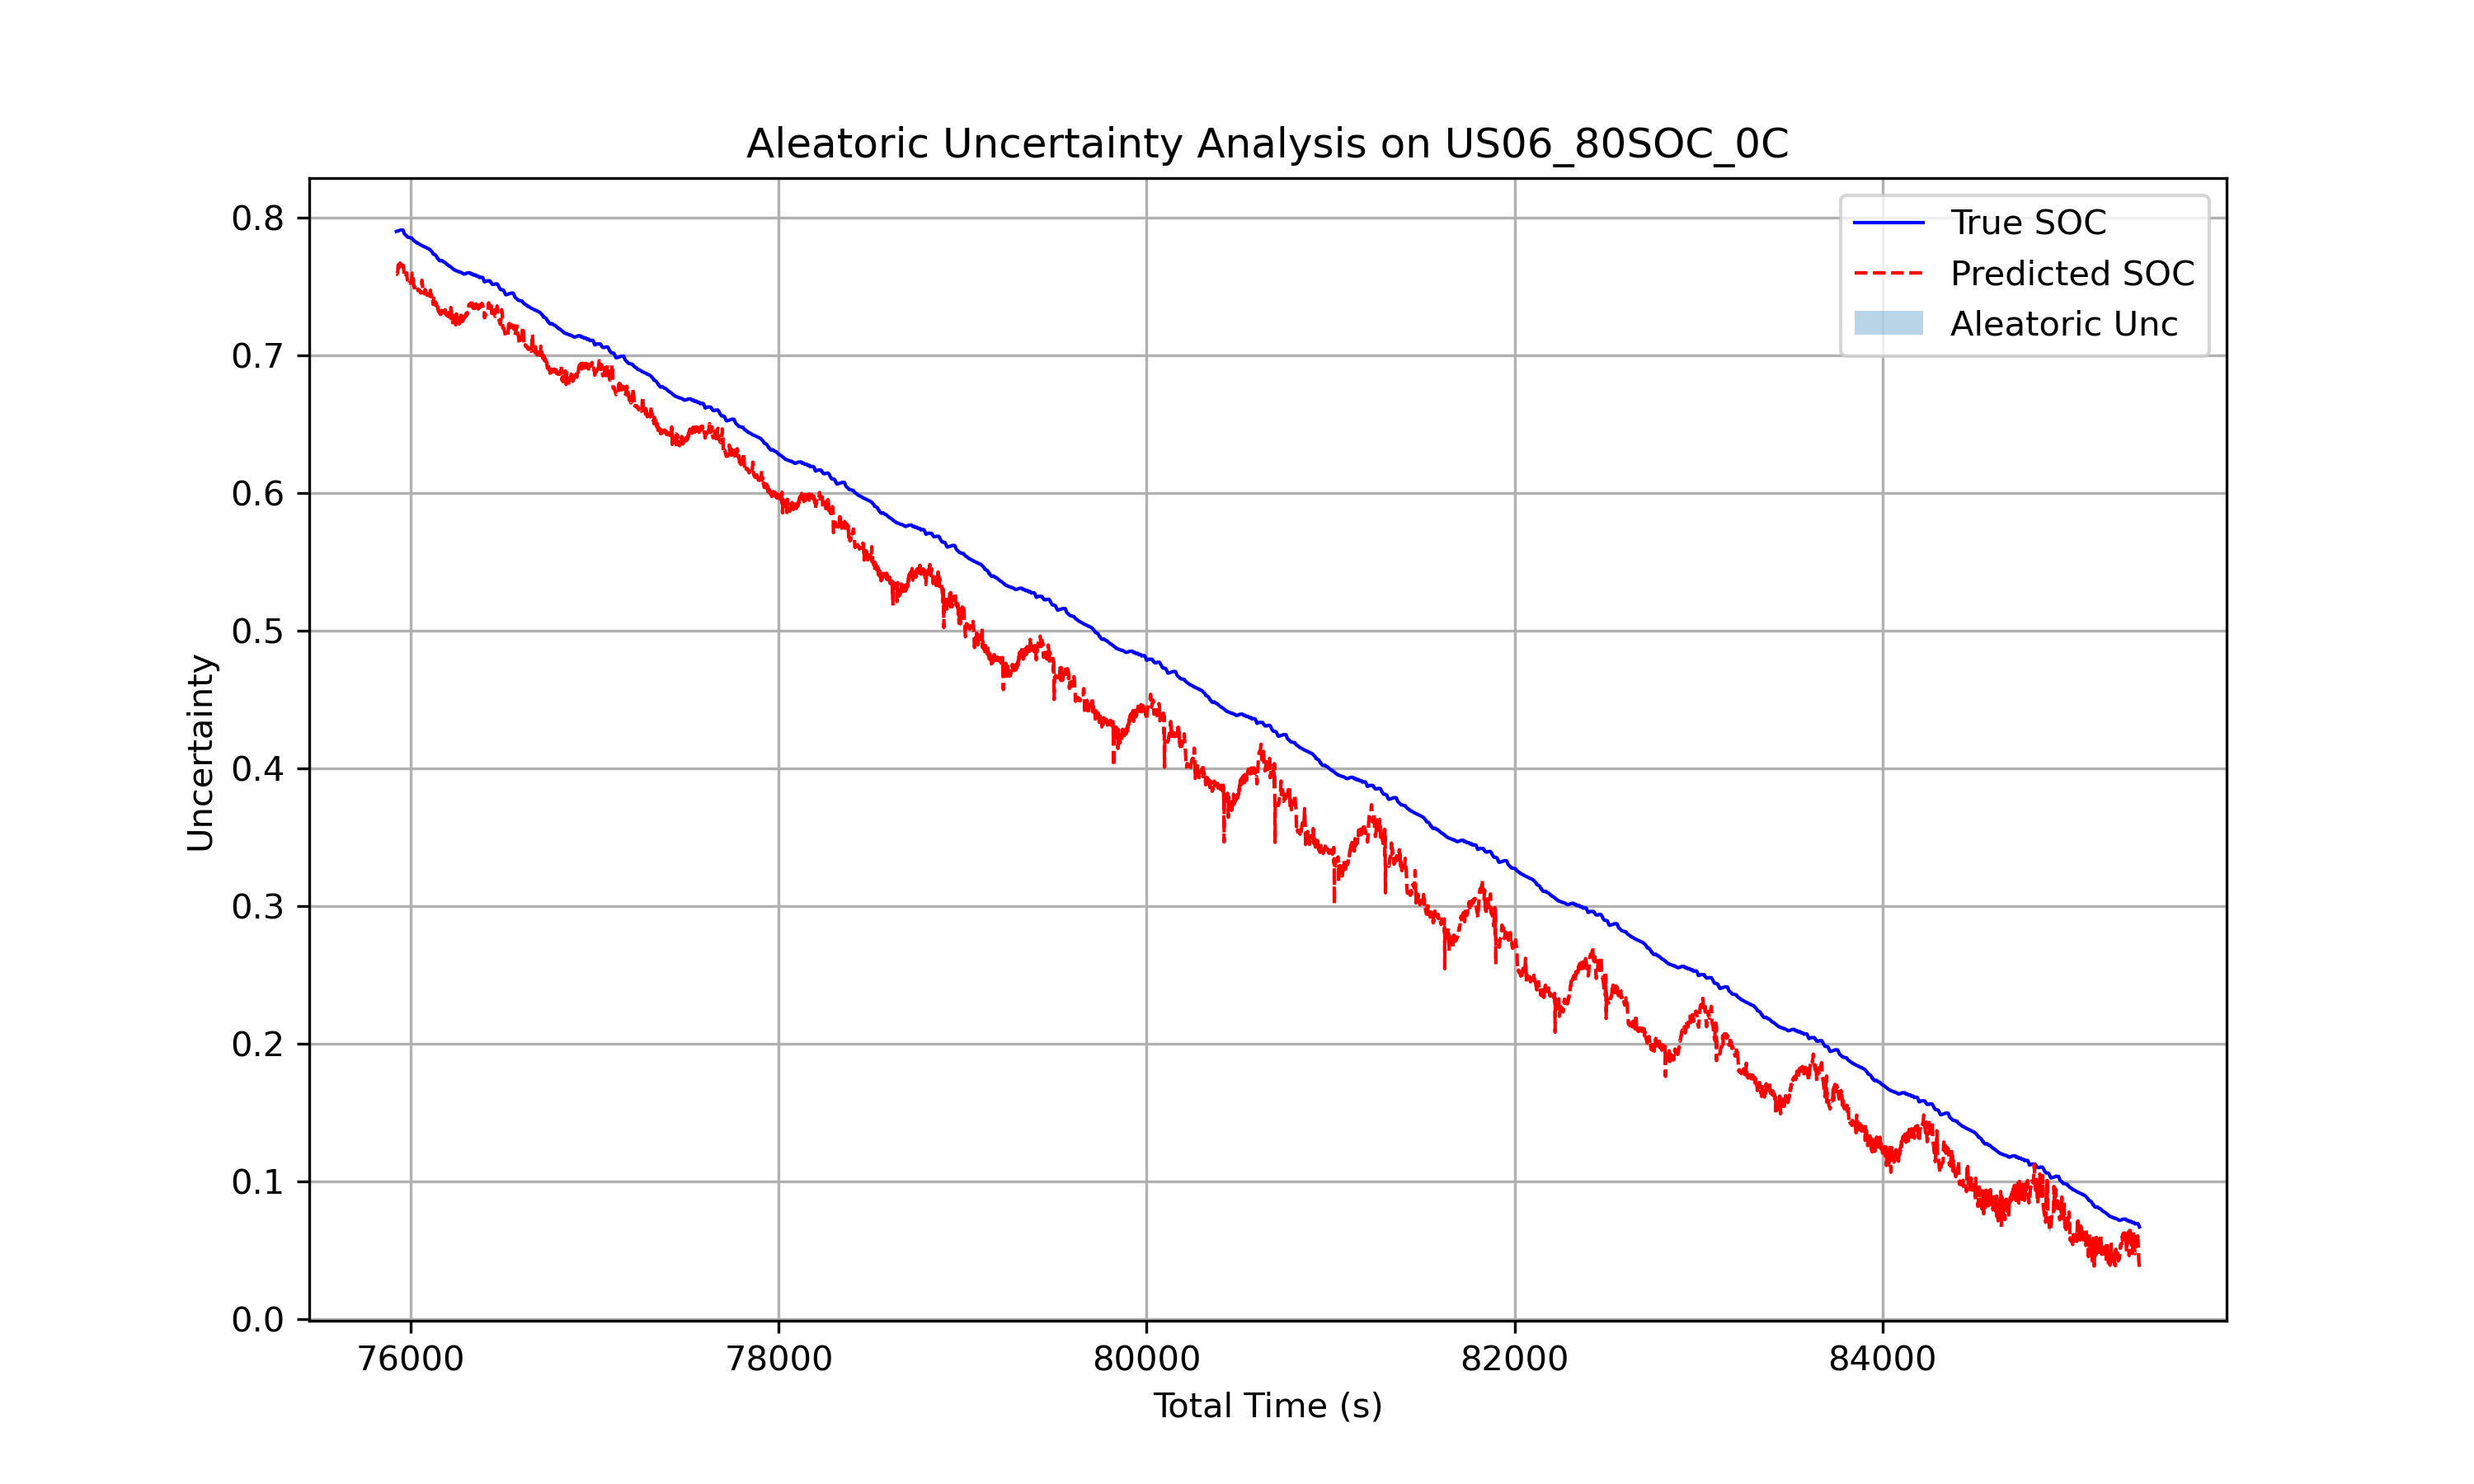 Aleatoric Uncertainty Analysis on US06_80SOC_0C
True SOC
Predicted SOC
Aleatoric Unc
0.8
0.7
0.6
0.5
0.4
0.3
0.2
0.1
0.0
Uncertainty
76000 78000 80000 82000 84000
Total Time (s)